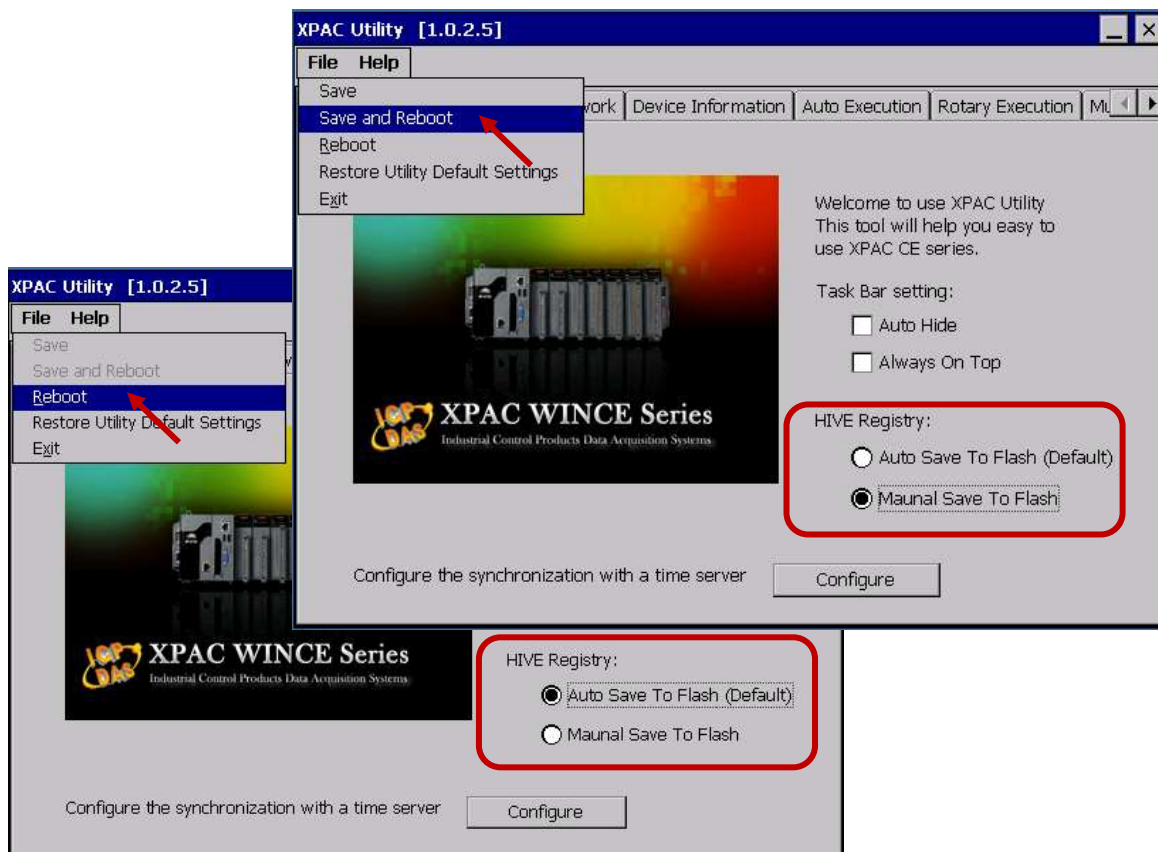 XPAC Utility [1.0.2.5]
File Help
Save
Save and Reboot
Reboot
Restore Utility Default Settings
Exit
Device Information
Auto Execution
Rotary Execution
Welcome to use XPAC Utility
This tool will help you easy to
use XPAC CE series.
Task Bar setting:
Auto Hide
Always On Top
ICP
DAS
XPAC WINCE Series
Industrial Control Products Data Acquisition Systems
HIVE Registry:
Auto Save To Flash (Default)
Maunal Save To Flash
Configure the synchronization with a time server
Configure
XPAC Utility [1.0.2.5]
File Help
Save
Save and Reboot
Reboot
Restore Utility Default Settings
Exit
ICP
DAS
XPAC WINCE Series
Industrial Control Products Data Acquisition Systems
HIVE Registry:
Auto Save To Flash (Default)
Maunal Save To Flash
Configure the synchronization with a time server
Configure